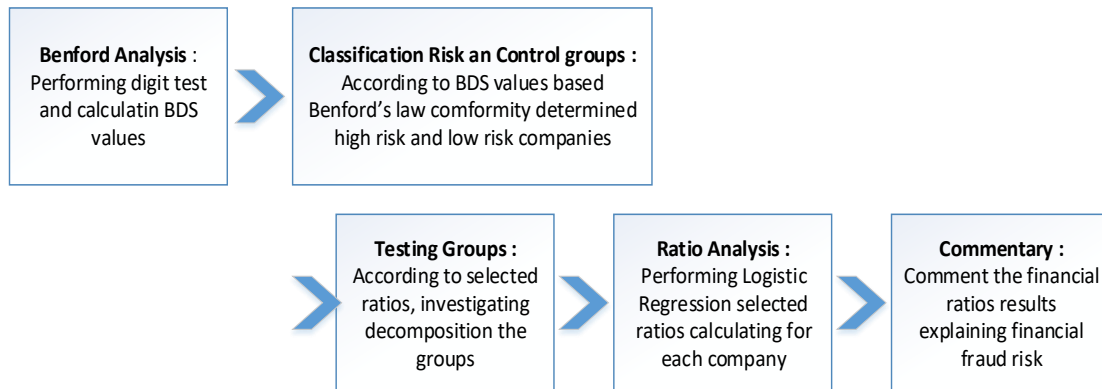 Benford Analysis :
Performing digit test
and calculatin BDS
values
Classification Risk an Control groups :
According to BDS values based
Benford's law comformity determined
high risk and low risk companies
Testing Groups :
According to selected
ratios, investigating
decomposition the
groups
Ratio Analysis :
Performing Logistic
Regression selected
ratios calculating for
each company
Commentary :
Comment the financial
ratios results
explaining financial
fraud risk